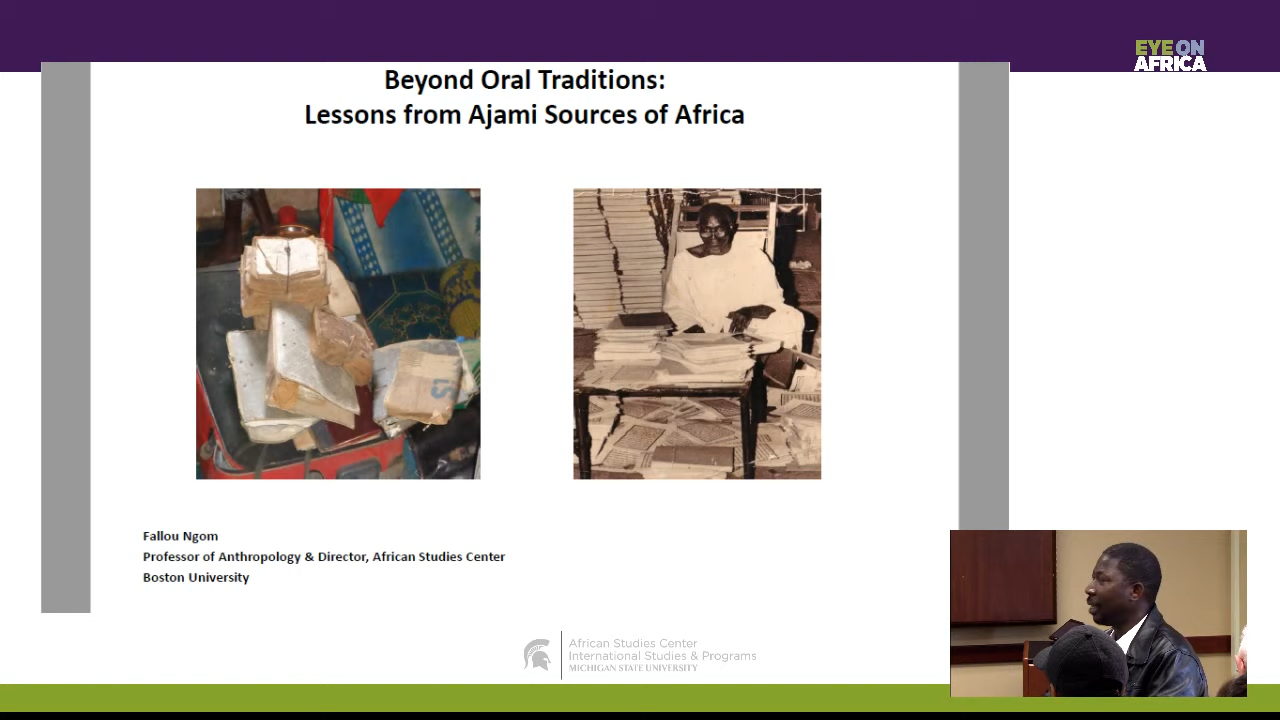 EYE ON
AFRICA
Beyond Oral Traditions:
Lessons from Ajami Sources of Africa
Fallou Ngom
Professor of Anthropology & Director, African Studies Center
Boston University
African Studies Center
International Studies & Programs
MICHIGAN STATE UNIVERSITY